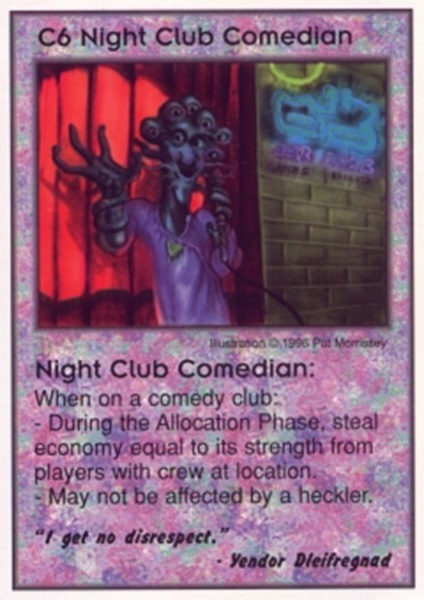 C6 Night Club Comedian
Illustration © 1996 Pat Morrissey
Night Club Comedian:
When on a comedy club:
- During the Allocation Phase, steal
economy equal to its strength from
players with crew at location.
- May not be affected by a heckler.
"I get no disrespect."
- Yendor Dleifregnad